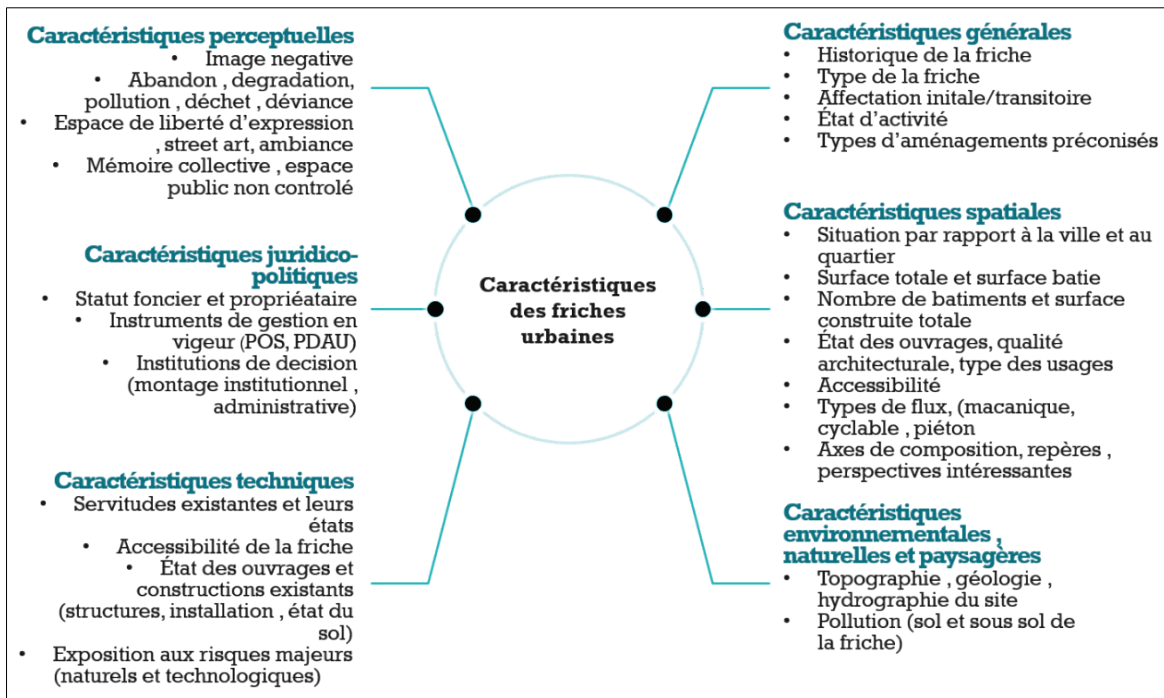 Caractéristiques perceptuelles
• Image negative
• Abandon , degradation,
pollution , déchet , déviance
• Espace de liberté d'expression
, street art, ambiance
• Mémoire collective , espace
public non controlé
Caractéristiques juridico-
politiques
• Statut foncier et propriéataire
• Instruments de gestion en
vigeur (POS, PDAU)
• Institutions de decision
(montage institutionnel ,
administrative)
Caractéristiques techniques
• Servitudes existantes et leurs
états
• Accessibilité de la friche
• État des ouvrages et
constructions existants
(structures, installation , état du
sol)
• Exposition aux risques majeurs
(naturels et technologiques)
Caractéristiques
des friches
urbaines
Caractéristiques générales
• Historique de la friche
• Type de la friche
• Affectation initale/transitoire
• État d'activité
• Types d'aménagements préconisés
Caractéristiques spatiales
• Situation par rapport à la ville et au
quartier
• Surface totale et surface batie
• Nombre de batiments et surface
construite totale
• État des ouvrages, qualité
architecturale, type des usages
• Accessibilité
• Types de flux, (macanique,
cyclable , piéton
• Axes de composition, repères ,
perspectives intéressantes
Caractéristiques
environnementales ,
naturelles et paysagères
• Topographie , géologie ,
hydrographie du site
• Pollution (sol et sous sol de
la friche)